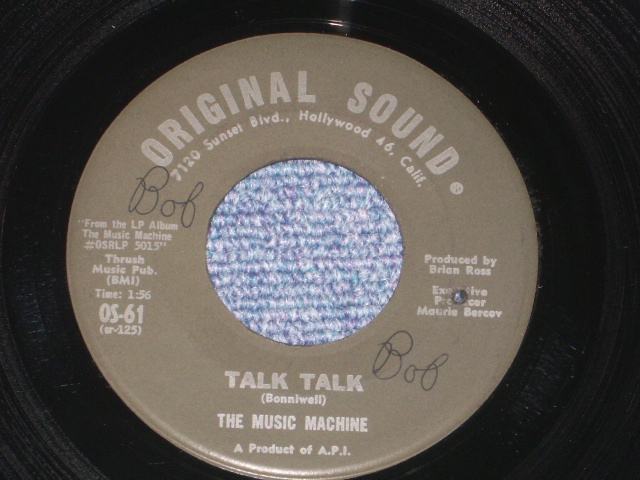 ORIGINAL SOUND®
7120 Sunset Blvd., Hollywood 46, Calif.
Bob
"From the LP Album
The Music Machine
#OSRLP 5015"
Thrush
Music Pub.
(BMI)
Time: 1:56
OS-61
(sr-125)
Produced by
Brian Ross
Executive
Producer
Maurie Bercov
Bob
TALK TALK
(Bonniwell)
THE MUSIC MACHINE
A Product of A.P.I.